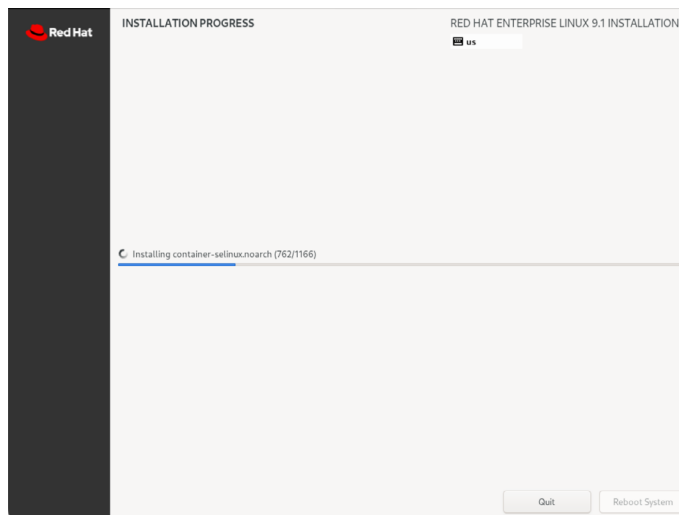 Red Hat
INSTALLATION PROGRESS
RED HAT ENTERPRISE LINUX 9.1 INSTALLATION
us
Installing container-selinux.noarch (762/1166)
Quit
Reboot System